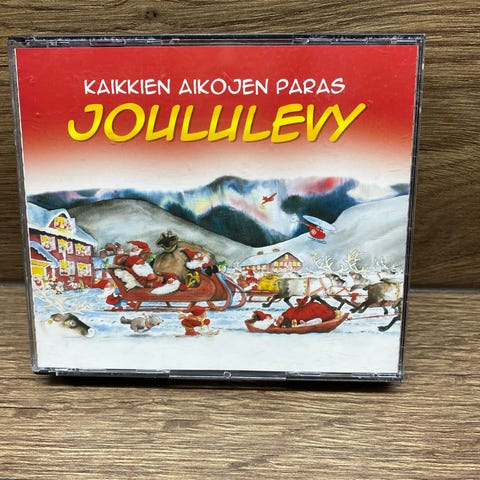 KAIKKIEN AIKOJEN PARAS
JOULULEVY